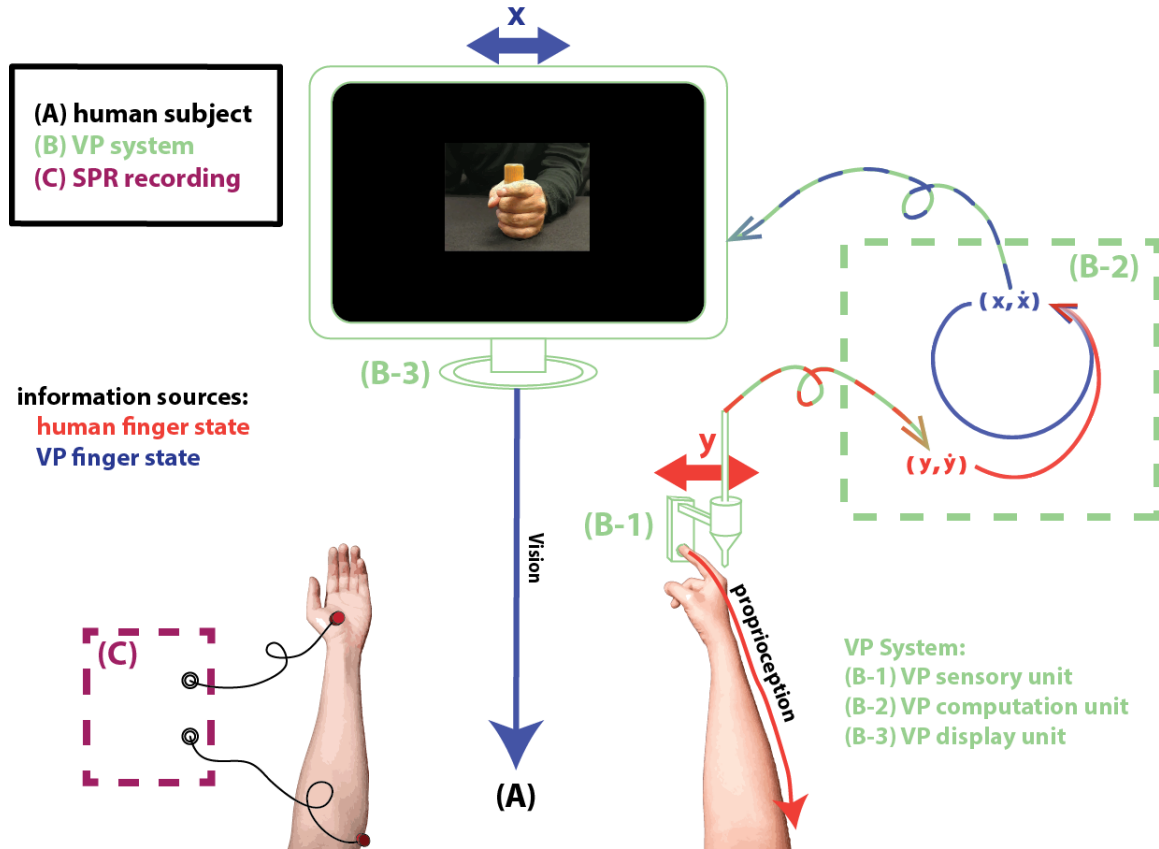 x
(A) human subject
(B) VP system
(C) SPR recording
(B-2)
(x, ẋ)
(B-3)
information sources:
human finger state
VP finger state
y
(y, ẏ)
(B-1)
Vision
proprioception
(C)
VP System:
(B-1) VP sensory unit
(B-2) VP computation unit
(B-3) VP display unit
(A)